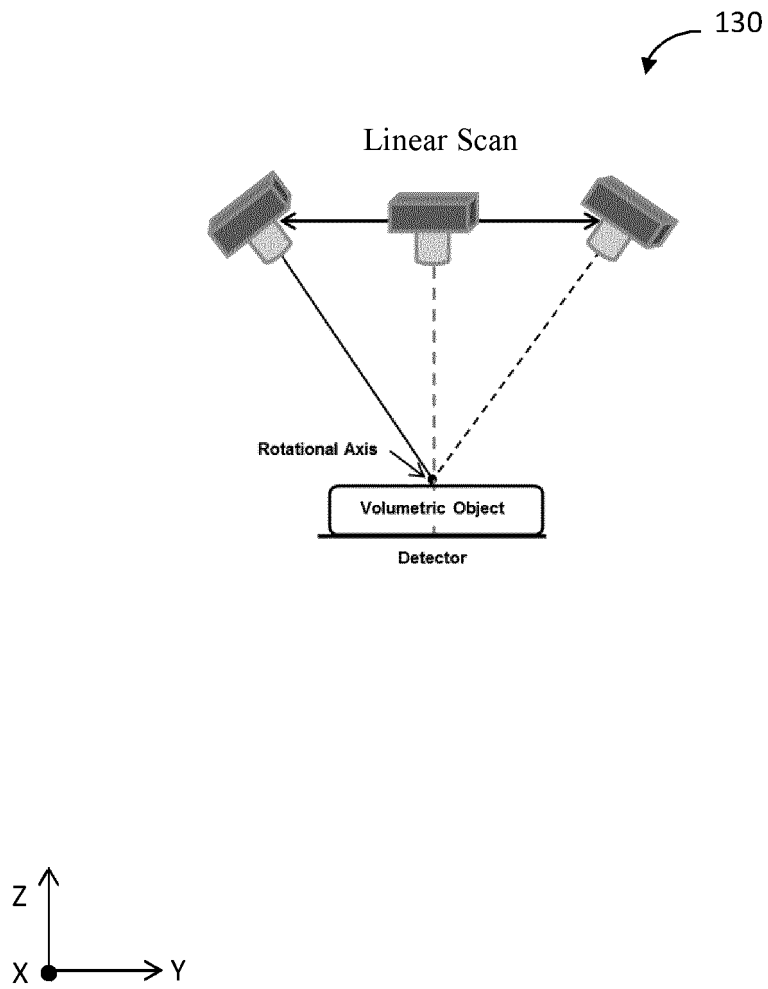 130
Linear Scan
Rotational Axis
Volumetric Object
Detector
Z
X
Y